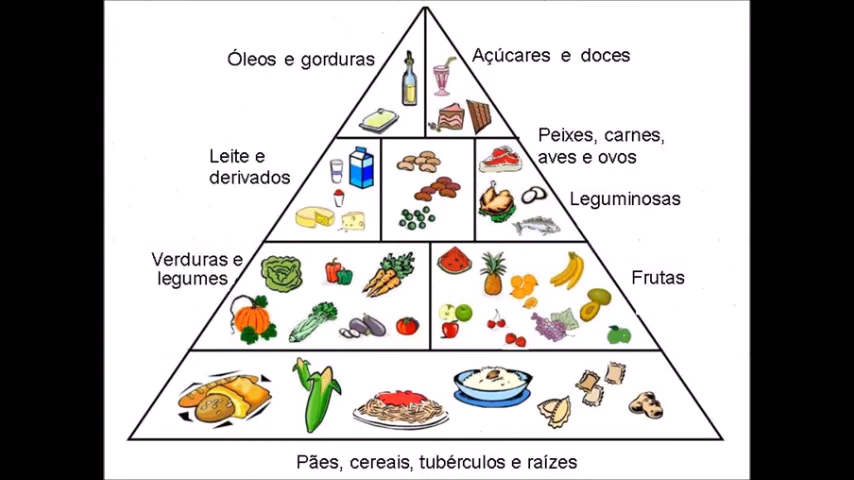 Óleos e gorduras
Açúcares e doces
Peixes, carnes,
aves e ovos
Leite e
derivados
Leguminosas
Verduras e
legumes
Frutas
Pães, cereais, tubérculos e raízes